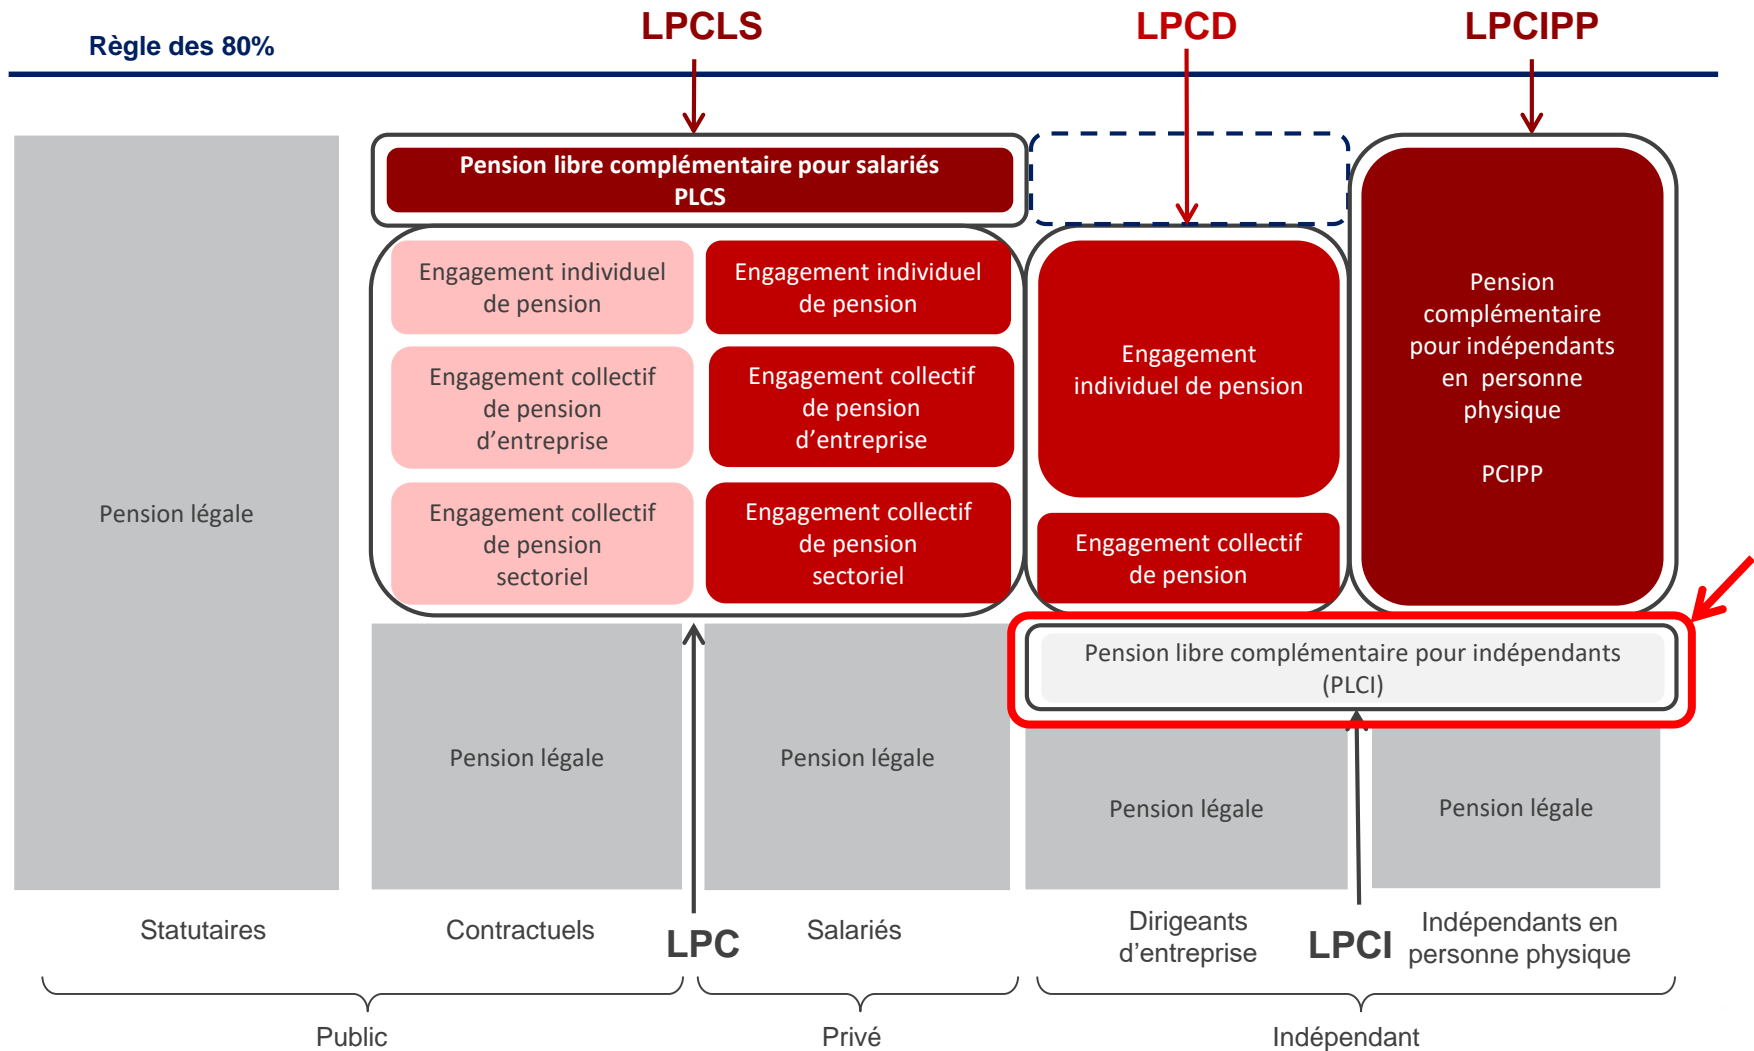 Règle des 80%
LPCLS
LPCD
LPCIPP
Pension libre complémentaire pour salariés
PLCS
Engagement individuel
de pension
Engagement individuel
de pension
Engagement collectif
de pension
d’entreprise
Engagement collectif
de pension
d’entreprise
Engagement collectif
de pension
sectoriel
Engagement collectif
de pension
sectoriel
Engagement
individuel de pension
Engagement collectif
de pension
Pension
complémentaire
pour indépendants
en personne
physique
PCIPP
Pension libre complémentaire pour indépendants
(PLCI)
Pension légale
Pension légale
Pension légale
Pension légale
Pension légale
Statutaires
Contractuels
LPC
Salariés
Dirigeants
d’entreprise
LPCI
Indépendants en
personne physique
Public
Privé
Indépendant